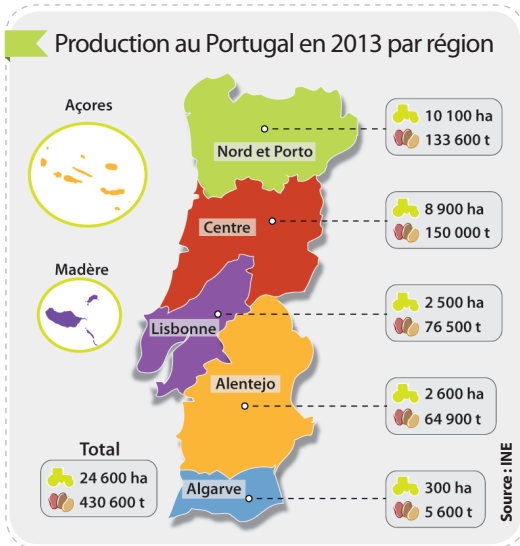 Production au Portugal en 2013 par région
Açores
Nord et Porto
10 100 ha
133 600 t
Centre
8 900 ha
150 000 t
Madère
Lisbonne
2 500 ha
76 500 t
Alentejo
2 600 ha
64 900 t
Total
24 600 ha
430 600 t
Algarve
300 ha
5 600 t
Source : INE